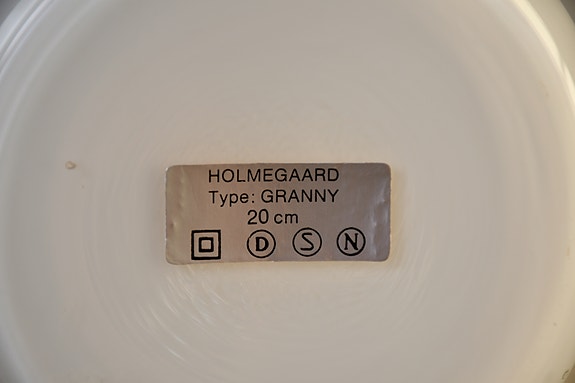 HOLMEGAARD
Type: GRANNY
20 cm
D S N